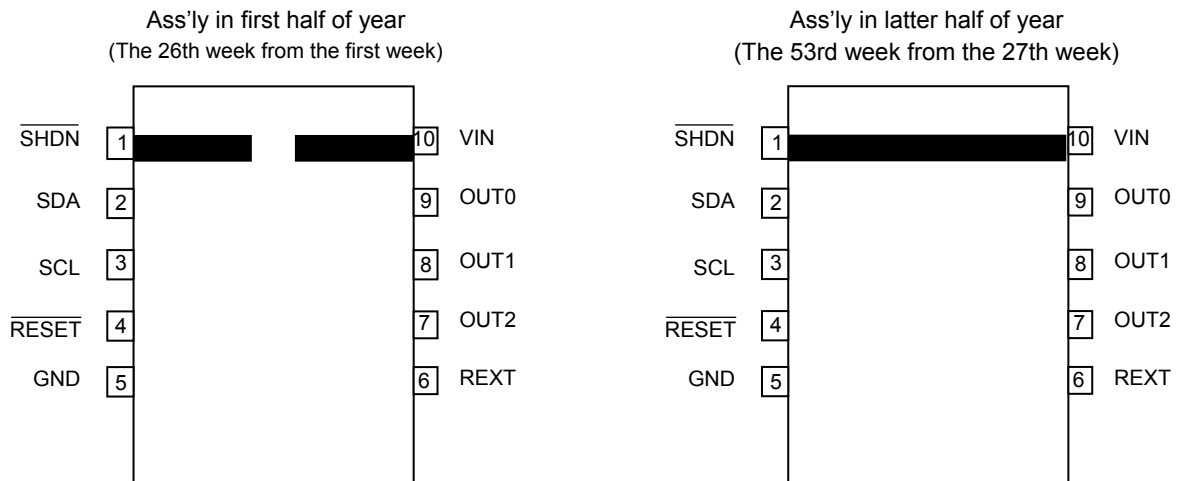 Ass'ly in first half of year
(The 26th week from the first week)
SHDN 1 10 VIN
SDA 2 9 OUT0
SCL 3 8 OUT1
RESET 4 7 OUT2
GND 5 6 REXT
Ass'ly in latter half of year
(The 53rd week from the 27th week)
SHDN 1 10 VIN
SDA 2 9 OUT0
SCL 3 8 OUT1
RESET 4 7 OUT2
GND 5 6 REXT